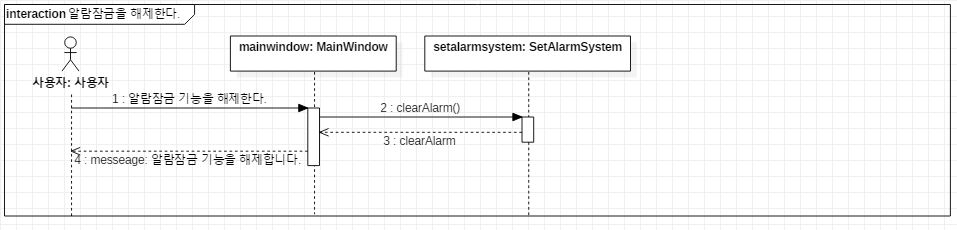 interaction 알람잠금을 해제한다.
mainwindow: MainWindow
setalarmsystem: SetAlarmSystem
사용자: 사용자
1 : 알람잠금 기능을 해제한다.
2 : clearAlarm()
3 : clearAlarm
4 : messeage: 알람잠금 기능을 해제합니다.